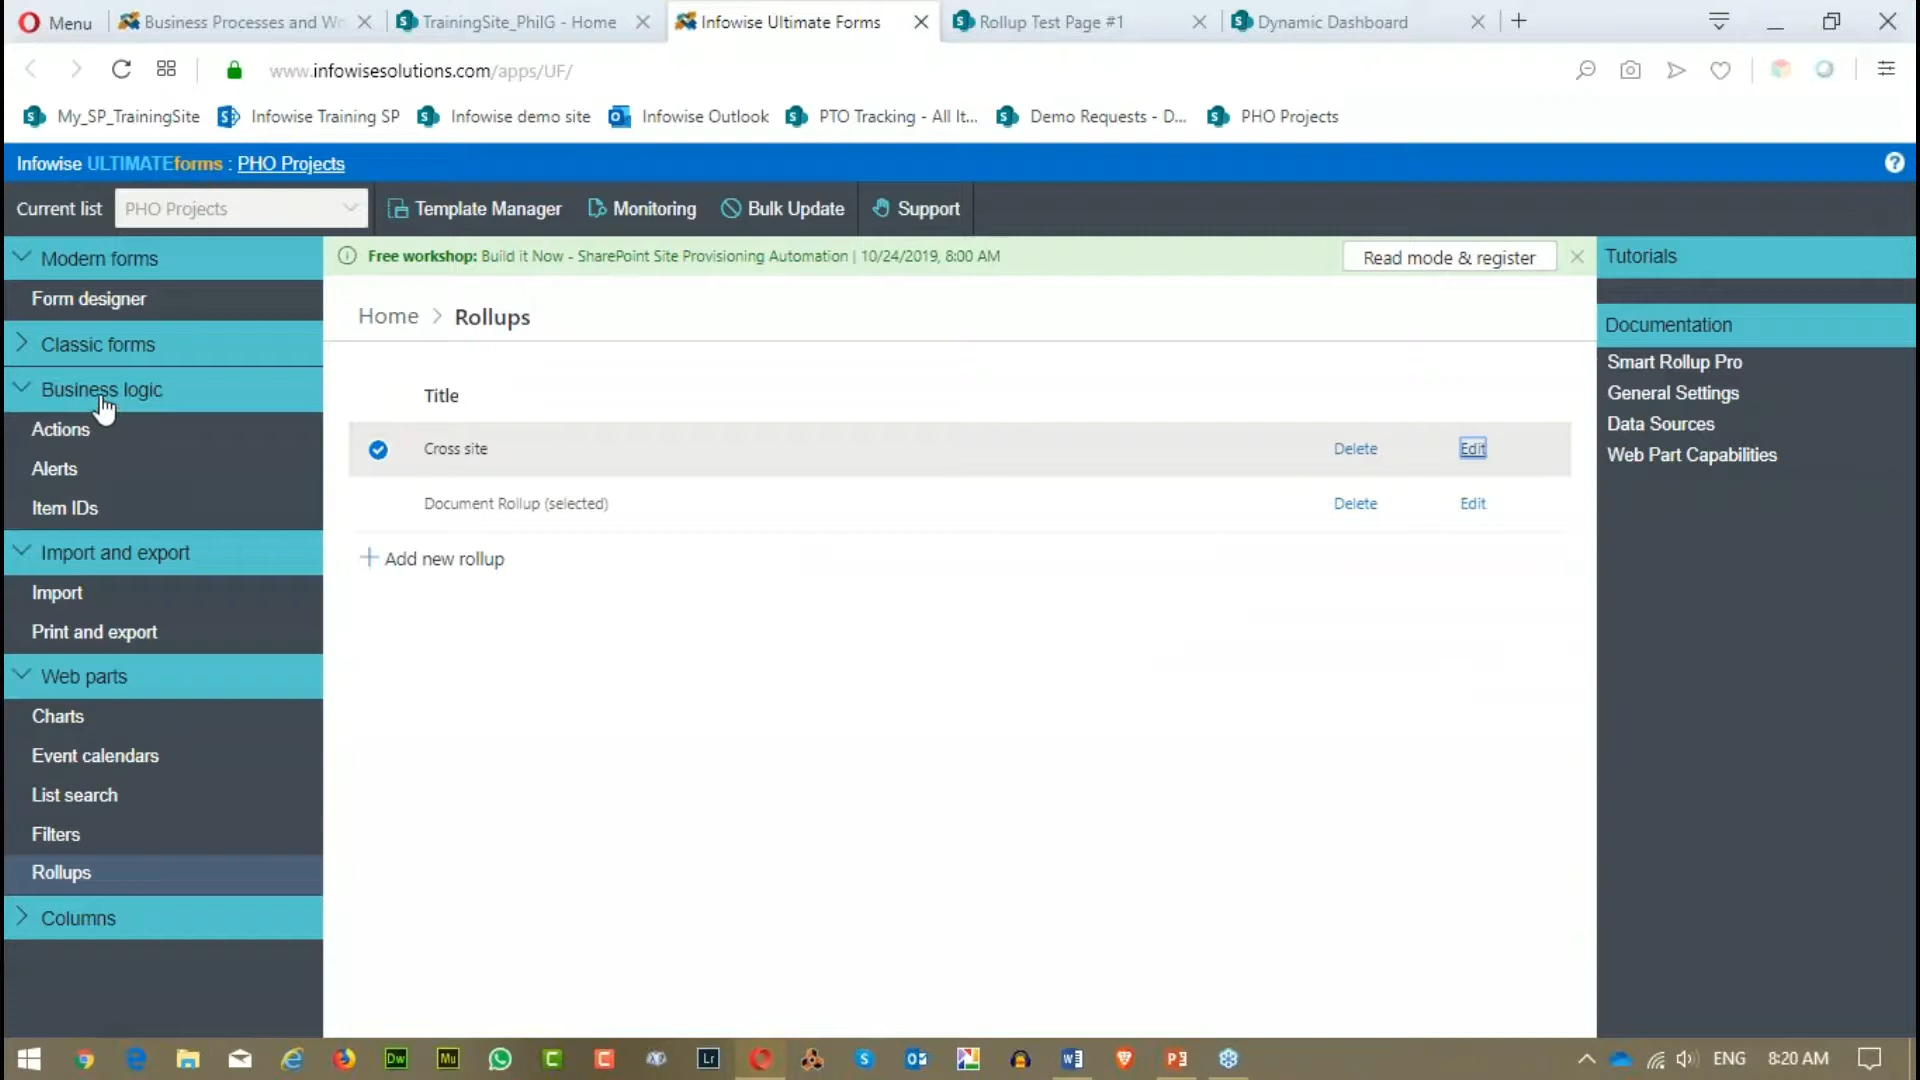 Menu
Business Processes and Wo
TrainingSite_PhilG - Home
Infowise Ultimate Forms
Rollup Test Page #1
Dynamic Dashboard
www.infowisesolutions.com/apps/UF/
My_SP_TrainingSite
Infowise Training SP
Infowise demo site
Infowise Outlook
PTO Tracking - All It...
Demo Requests - D...
PHO Projects
Infowise ULTIMATEforms : PHO Projects
Current list
PHO Projects
Template Manager
Monitoring
Bulk Update
Support
Modern forms
Form designer
Classic forms
Business logic
Actions
Alerts
Item IDs
Import and export
Import
Print and export
Web parts
Charts
Event calendars
List search
Filters
Rollups
Columns
Free workshop: Build it Now - SharePoint Site Provisioning Automation | 10/24/2019, 8:00 AM
Read mode & register
Home > Rollups
Title
Cross site Delete Edit
Document Rollup (selected) Delete Edit
Add new rollup
Tutorials
Documentation
Smart Rollup Pro
General Settings
Data Sources
Web Part Capabilities
Dw
Mu
Lr
ENG
8:20 AM